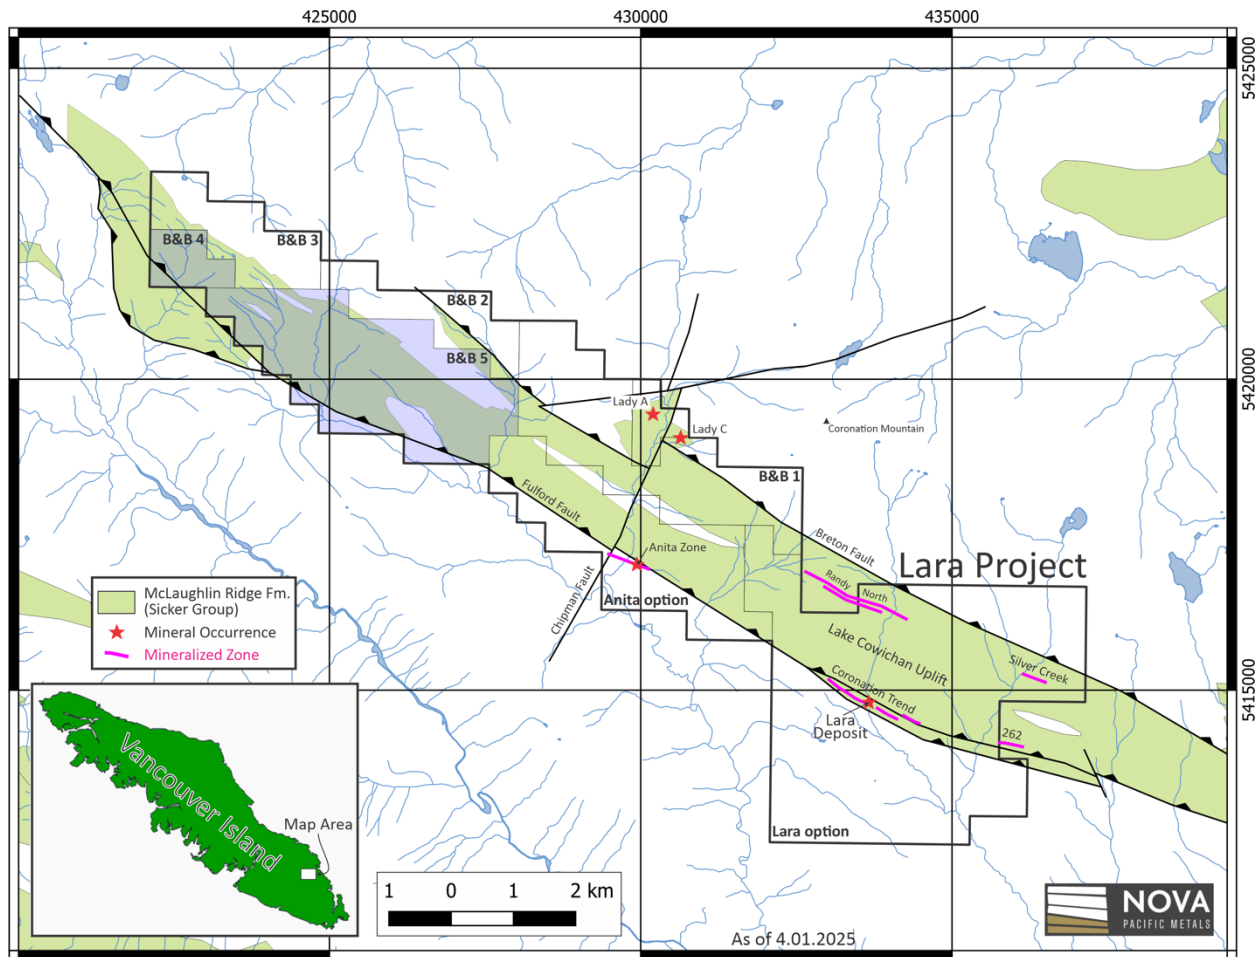 425000
430000
435000
5425000
B&B 4
B&B 3
B&B 2
B&B 5
5420000
Lady A
Lady C
Coronation Mountain
B&B 1
Fulford Fault
Breton Fault
Anita Zone
Lara Project
Chipman Fault
Anita option
Randy
North
Lake Cowichan Uplift
Silver Creek
Coronation Trend
Lara
Deposit
262
5415000
Lara option
McLaughlin Ridge Fm.
(Sicker Group)
Mineral Occurrence
Mineralized Zone
Vancouver Island
Map Area
1 0 1 2 km
As of 4.01.2025
NOVA
PACIFIC METALS